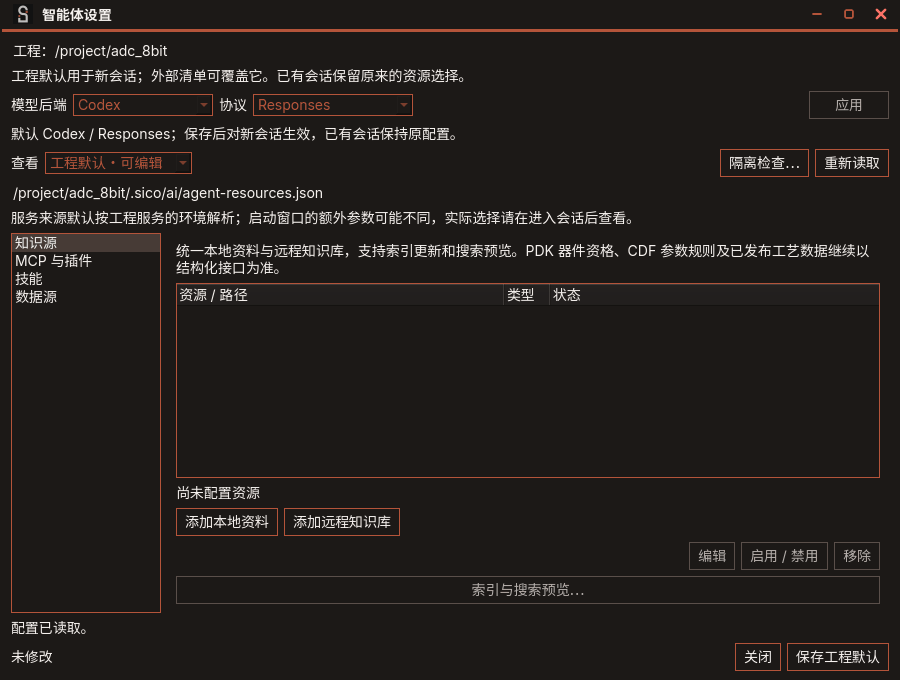 智能体设置
工程：/project/adc_8bit
工程默认用于新会话；外部清单可覆盖它。已有会话保留原来的资源选择。
模型后端 Codex 协议 Responses 应用
默认 Codex / Responses；保存后对新会话生效，已有会话保持原配置。
查看 工程默认・可编辑 隔离检查... 重新读取
/project/adc_8bit/.sico/ai/agent-resources.json
服务来源默认按工程服务的环境解析；启动窗口的额外参数可能不同，实际选择请在进入会话后查看。
知识源
MCP 与插件
技能
数据源
统一本地资料与远程知识库，支持索引更新和搜索预览。PDK 器件资格、CDF 参数规则及已发布工艺数据继续以
结构化接口为准。
资源 / 路径 类型 状态
尚未配置资源
添加本地资料 添加远程知识库
编辑 启用 / 禁用 移除
索引与搜索预览...
配置已读取。
未修改
关闭 保存工程默认